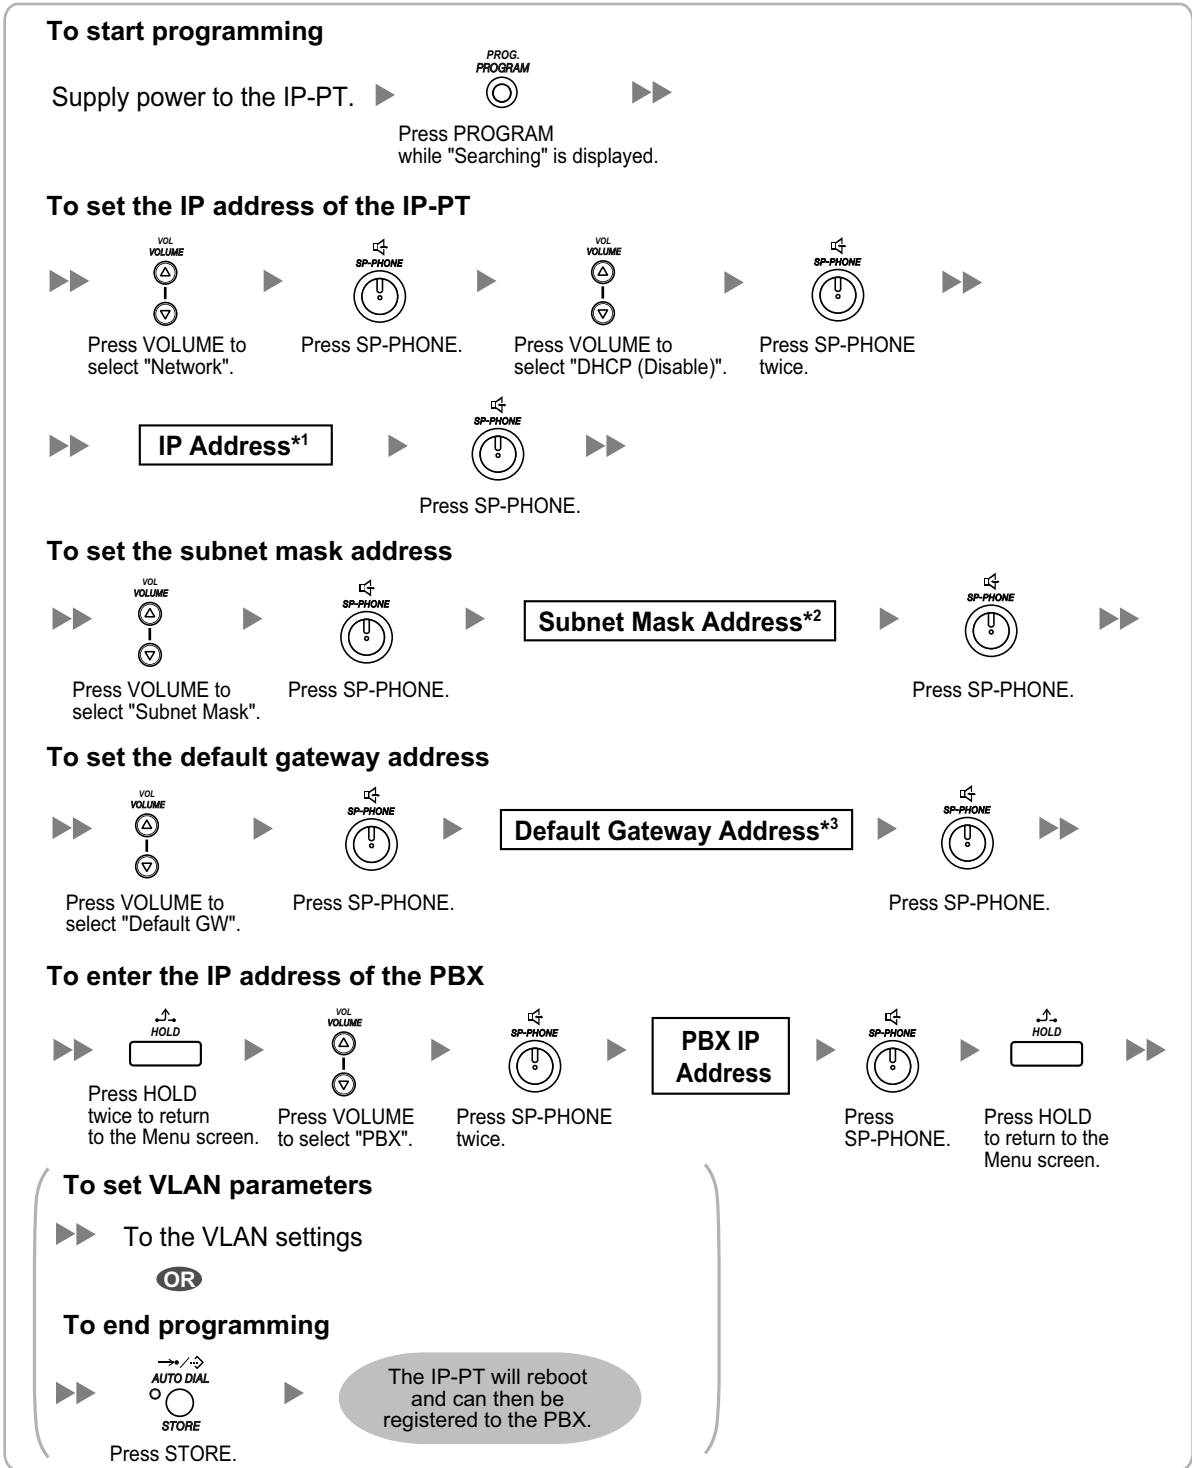 To start programming
Supply power to the IP-PT.
PROG.
PROGRAM
Press PROGRAM
while "Searching" is displayed.
To set the IP address of the IP-PT
VOL
VOLUME
Press VOLUME to
select "Network".
SP-PHONE
Press SP-PHONE.
VOL
VOLUME
Press VOLUME to
select "DHCP (Disable)".
SP-PHONE
Press SP-PHONE
twice.
IP Address*1
SP-PHONE
Press SP-PHONE.
To set the subnet mask address
VOL
VOLUME
Press VOLUME to
select "Subnet Mask".
SP-PHONE
Press SP-PHONE.
Subnet Mask Address*2
SP-PHONE
Press SP-PHONE.
To set the default gateway address
VOL
VOLUME
Press VOLUME to
select "Default GW".
SP-PHONE
Press SP-PHONE.
Default Gateway Address*3
SP-PHONE
Press SP-PHONE.
To enter the IP address of the PBX
HOLD
Press HOLD
twice to return
to the Menu screen.
VOL
VOLUME
Press VOLUME
to select "PBX".
SP-PHONE
Press SP-PHONE
twice.
PBX IP
Address
SP-PHONE
Press
SP-PHONE.
HOLD
Press HOLD
to return to the
Menu screen.
To set VLAN parameters
To the VLAN settings
OR
To end programming
AUTO DIAL
STORE
Press STORE.
The IP-PT will reboot
and can then be
registered to the PBX.